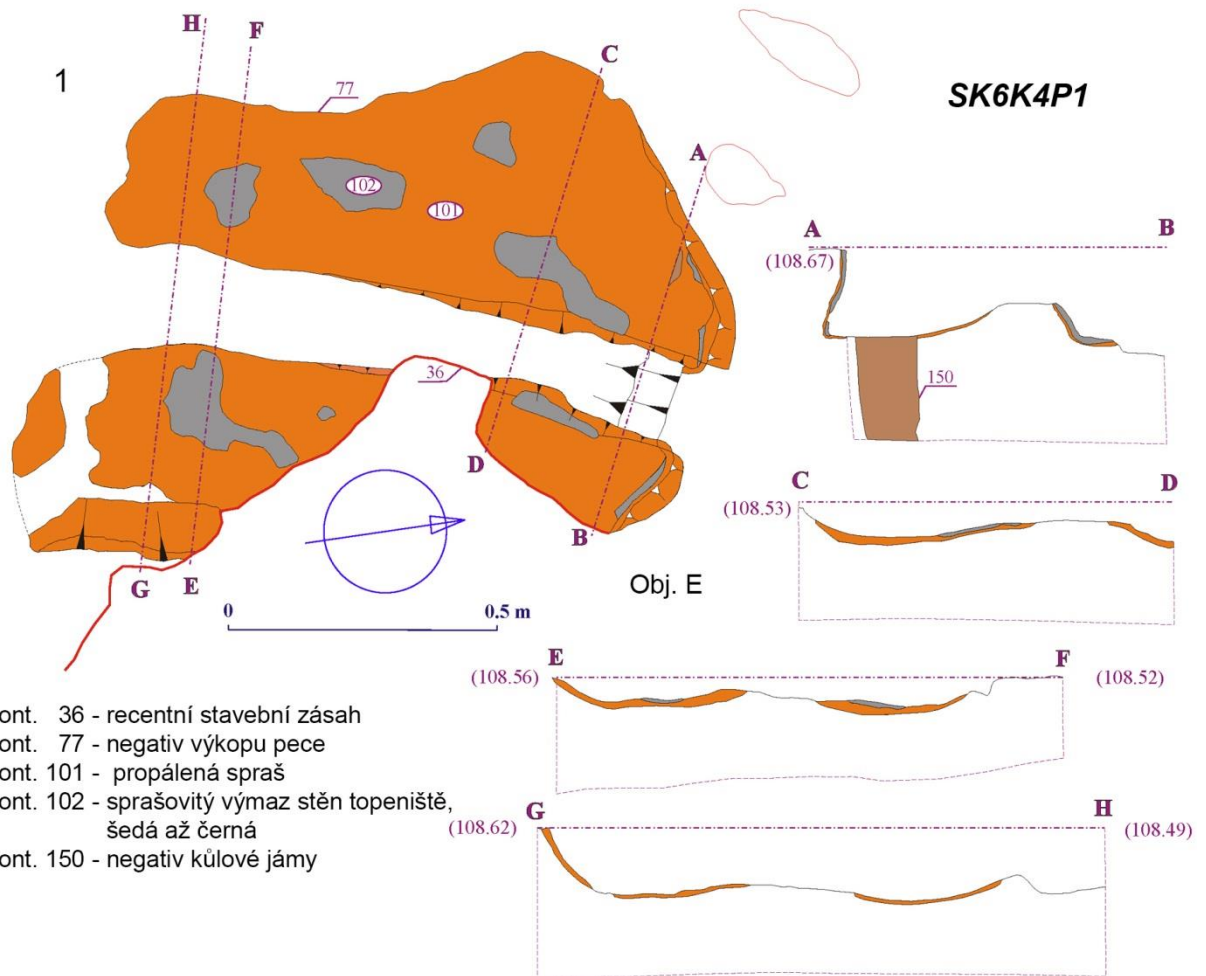 1
H
F
C
77
SK6K4P1
A
102
101
A
B
(108.67)
36
150
D
C
D
(108.53)
B
G
E
Obj. E
0
0.5 m
E
F
(108.56)
(108.52)
ont. 36 - recentní stavební zásah
ont. 77 - negativ výkopu pece
ont. 101 - propálená spraš
ont. 102 - sprašovitý výmaz stěn topeniště,
šedá až černá
ont. 150 - negativ kůlové jámy
G
H
(108.62)
(108.49)